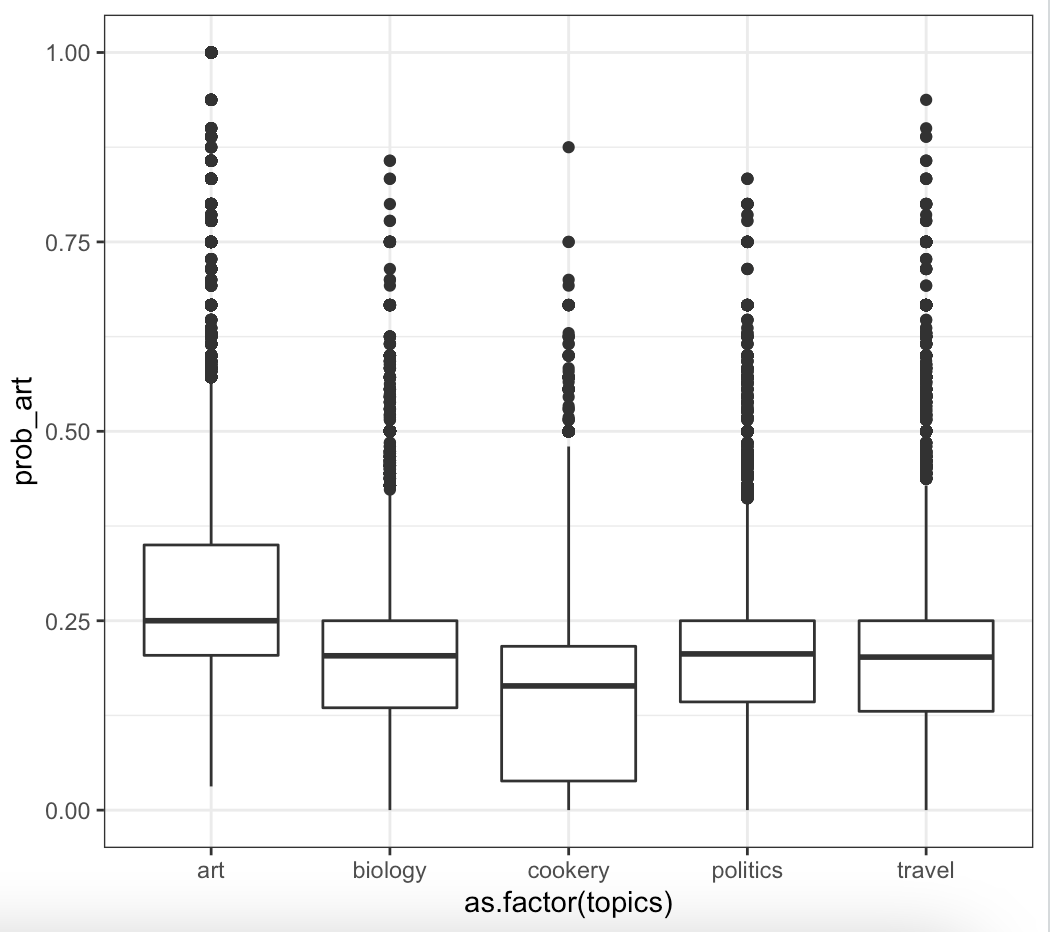 prob_art
1.00
0.75
0.50
0.25
0.00
art biology cookery politics travel
as.factor(topics)